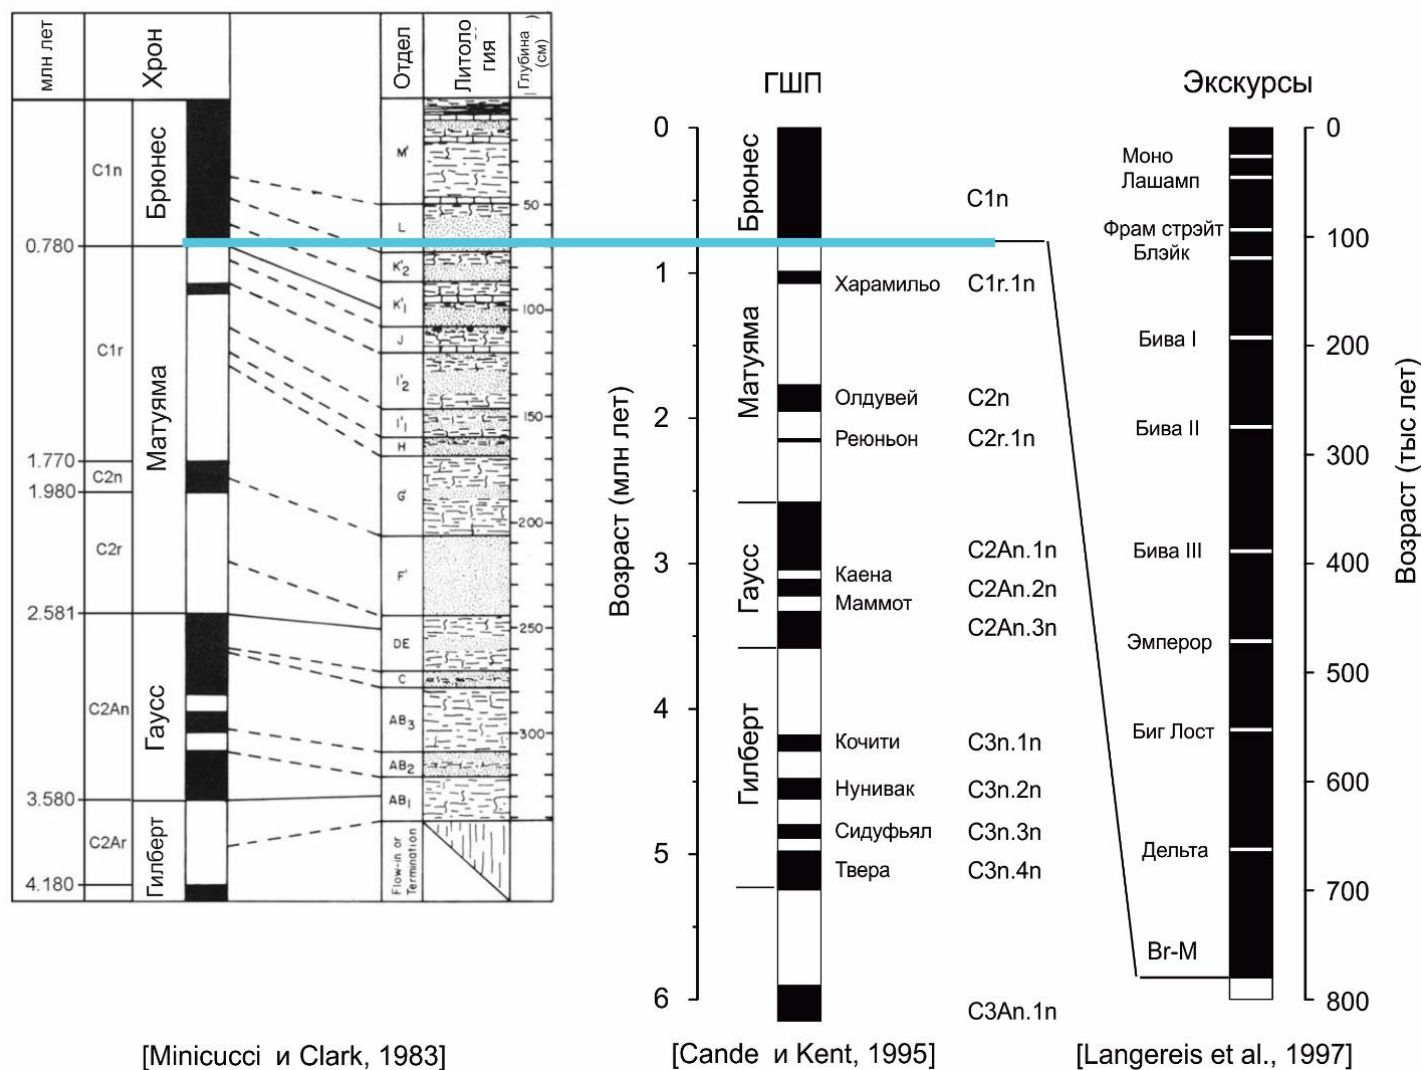 млн лет
Хрон
Отдел
Литоло
гия
Глубина
(см)
Брюнес
Матуяма
Гаусс
Гилберт
C1n
C1r
C2n
C2r
C2An
C2Ar
0.780
1.770
1.980
2.581
3.580
4.180
M'
L
K'2
K'1
J
I'2
I'1
H
G'
F'
DE
C
AB3
AB2
AB1
Flow-in or
Termination
50
100
150
200
250
300
[Minicucci и Clark, 1983]
ГШП
Возраст (млн лет)
0
1
2
3
4
5
6
Брюнес
Матуяма
Гаусс
Гилберт
Харамильо
Олдувей
Реюньон
Каена
Маммот
Кочити
Нунивак
Сидуфьял
Твера
C1n
C1r.1n
C2n
C2r.1n
C2An.1n
C2An.2n
C2An.3n
C3n.1n
C3n.2n
C3n.3n
C3n.4n
C3An.1n
[Cande и Kent, 1995]
Экскурсы
Моно
Лашамп
Фрам стрэйт
Блэйк
Бива I
Бива II
Бива III
Эмперор
Биг Лост
Дельта
Br-M
0
100
200
300
400
500
600
700
800
Возраст (тыс лет)
[Langereis et al., 1997]